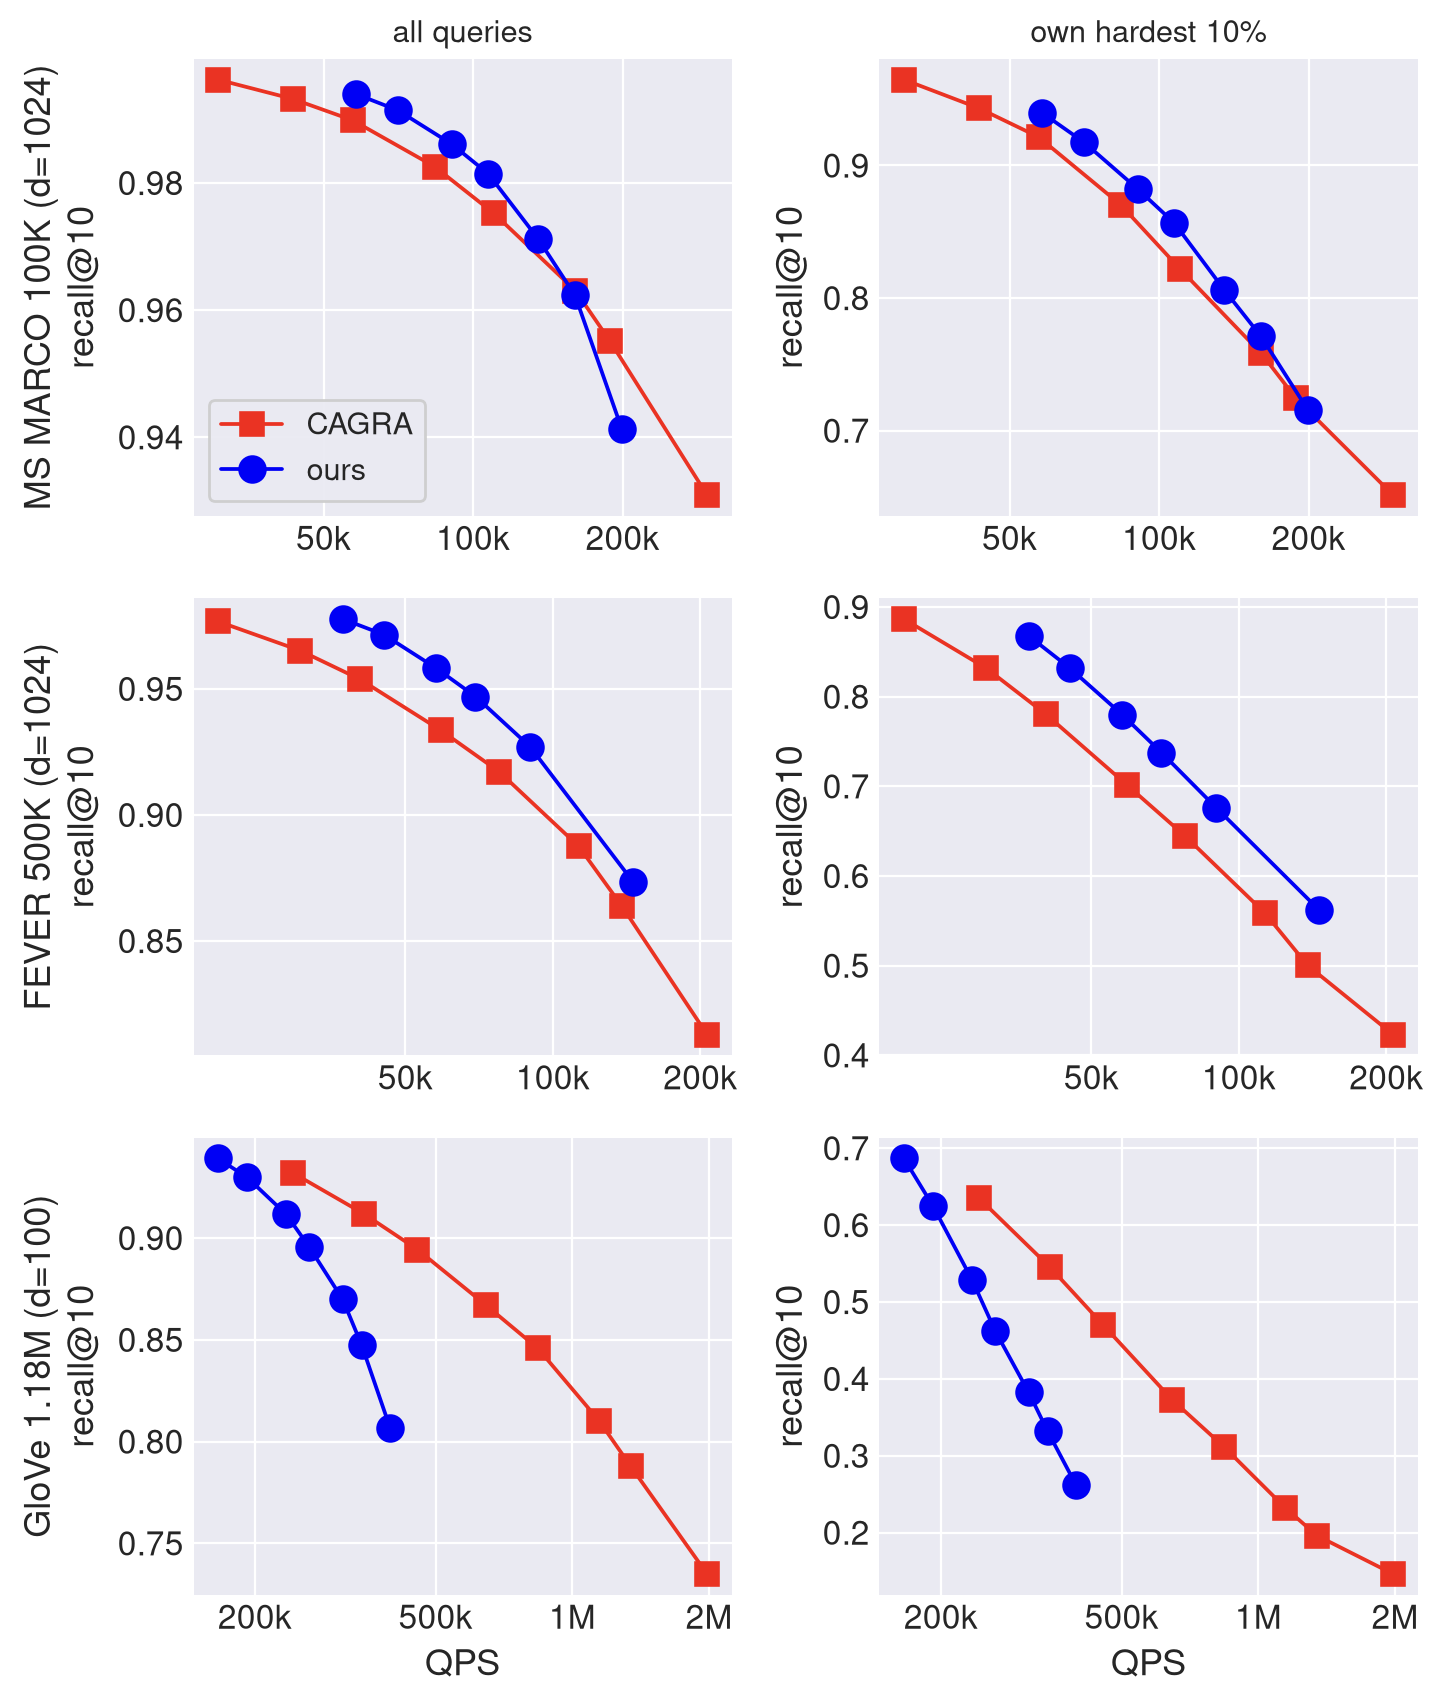 all queries
own hardest 10%
MS MARCO 100K (d=1024)
recall@10
0.98
0.96
0.94
CAGRA
ours
50k
100k
200k
recall@10
0.9
0.8
0.7
50k
100k
200k
FEVER 500K (d=1024)
recall@10
0.95
0.90
0.85
50k
100k
200k
recall@10
0.9
0.8
0.7
0.6
0.5
0.4
50k
100k
200k
GloVe 1.18M (d=100)
recall@10
0.90
0.85
0.80
0.75
200k
500k
1M
2M
QPS
recall@10
0.7
0.6
0.5
0.4
0.3
0.2
200k
500k
1M
2M
QPS